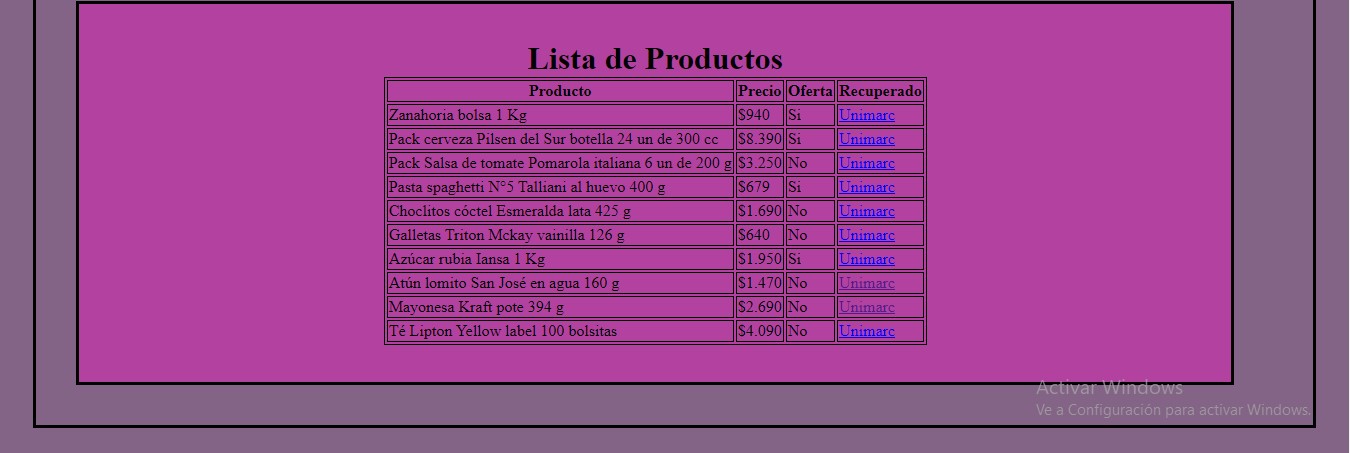 Lista de Productos
Producto Precio Oferta Recuperado
Zanahoria bolsa 1 Kg $940 Si Unimarc
Pack cerveza Pilsen del Sur botella 24 un de 300 cc $8.390 Si Unimarc
Pack Salsa de tomate Pomarola italiana 6 un de 200 g $3.250 No Unimarc
Pasta spaghetti N°5 Talliani al huevo 400 g $679 Si Unimarc
Choclitos cóctel Esmeralda lata 425 g $1.690 No Unimarc
Galletas Triton Mckay vainilla 126 g $640 No Unimarc
Azúcar rubia Iansa 1 Kg $1.950 Si Unimarc
Atún lomito San José en agua 160 g $1.470 No Unimarc
Mayonesa Kraft pote 394 g $2.690 No Unimarc
Té Lipton Yellow label 100 bolsitas $4.090 No Unimarc
Activar Windows
Ve a Configuración para activar Windows.